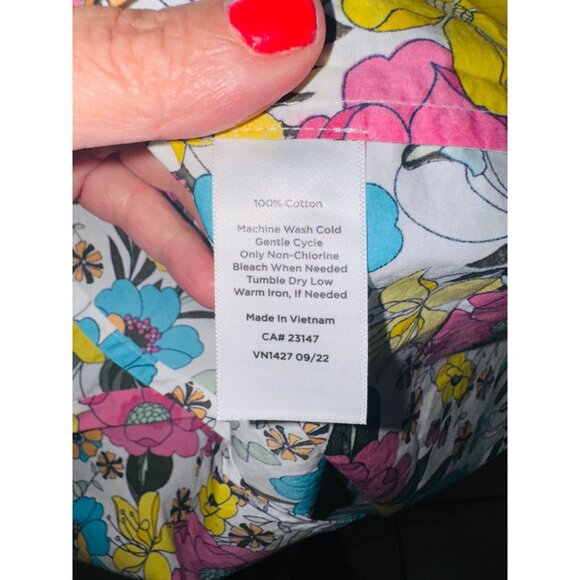 100% Cotton
Machine Wash Cold
Gentle Cycle
Only Non-Chlorine
Bleach When Needed
Tumble Dry Low
Warm Iron, If Needed
Made in Vietnam
CA# 23147
VN1427 09/22